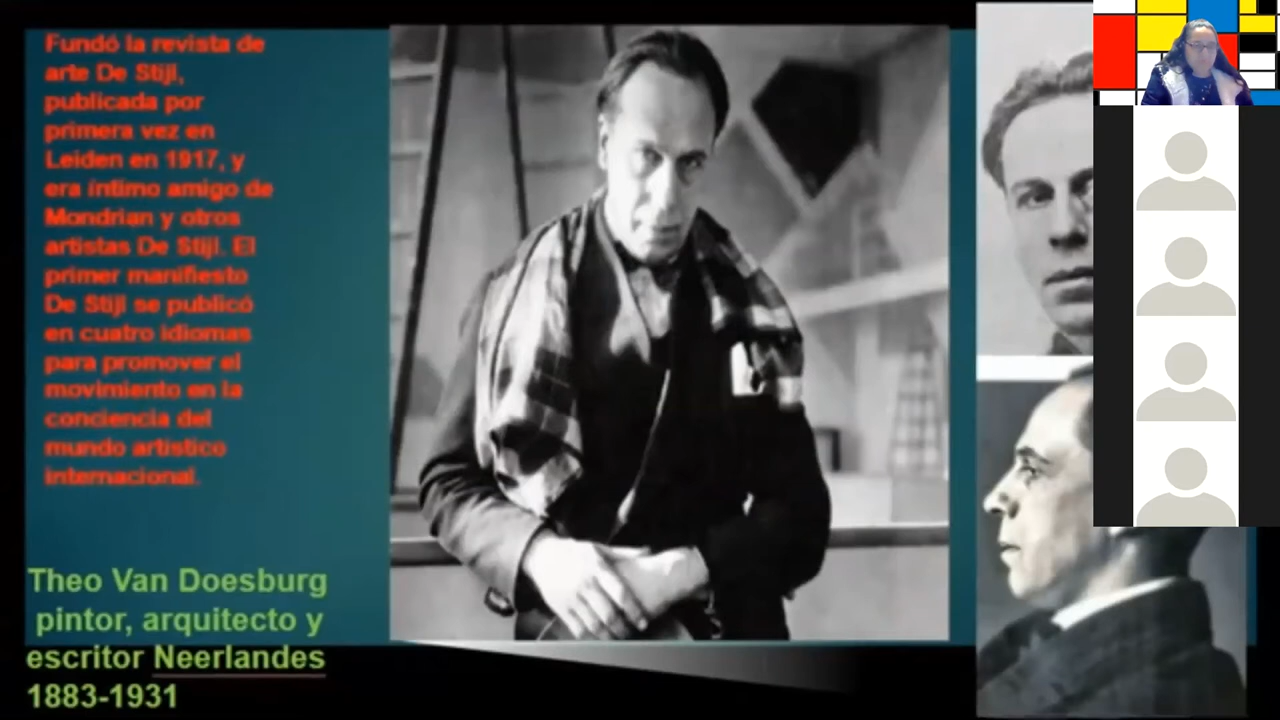 Fundó la revista de
arte De Stijl,
publicada por
primera vez en
Leiden en 1917, y
era íntimo amigo de
Mondrian y otros
artistas De Stijl. El
primer manifiesto
De Stijl se publicó
en cuatro idiomas
para promover el
movimiento en la
conciencia del
mundo artístico
internacional.
Theo Van Doesburg
pintor, arquitecto y
escritor Neerlandes
1883-1931